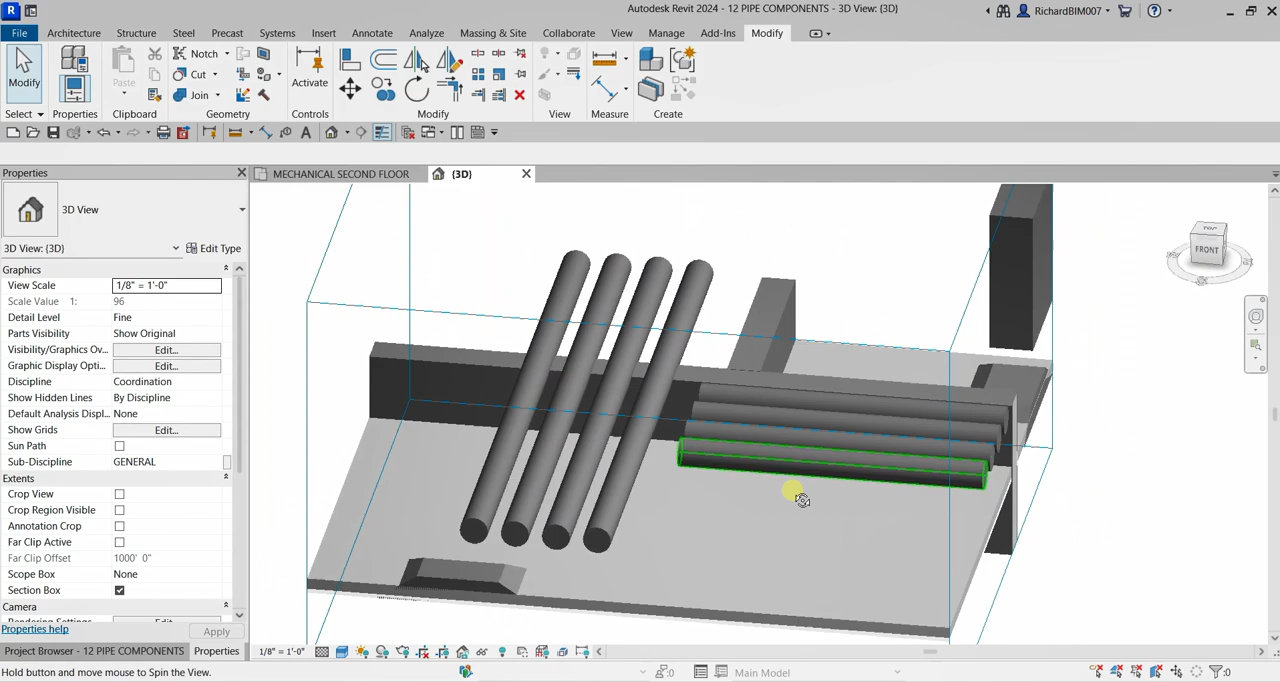 Autodesk Revit 2024 - 12 PIPE COMPONENTS - 3D View: {3D}
RichardBIM007
File Architecture Structure Steel Precast Systems Insert Annotate Analyze Massing & Site Collaborate View Manage Add-Ins Modify
Modify
Paste
Notch
Cut
Join
Activate
Select Properties Clipboard Geometry Controls Modify View Measure Create
Properties
MECHANICAL SECOND FLOOR
{3D}
3D View
3D View: {3D}
Edit Type
Graphics
View Scale 1/8" = 1'-0"
Scale Value 1: 96
Detail Level Fine
Parts Visibility Show Original
Visibility/Graphics Ov... Edit...
Graphic Display Opti... Edit...
Discipline Coordination
Show Hidden Lines By Discipline
Default Analysis Displ... None
Show Grids Edit...
Sun Path
Sub-Discipline GENERAL
Extents
Crop View
Crop Region Visible
Annotation Crop
Far Clip Active
Far Clip Offset 1000' 0"
Scope Box None
Section Box
Camera
Properties help
Apply
Project Browser - 12 PIPE COMPONENTS Properties
1/8" = 1'-0"
Hold button and move mouse to Spin the View.
:0
Main Model
:0
FRONT